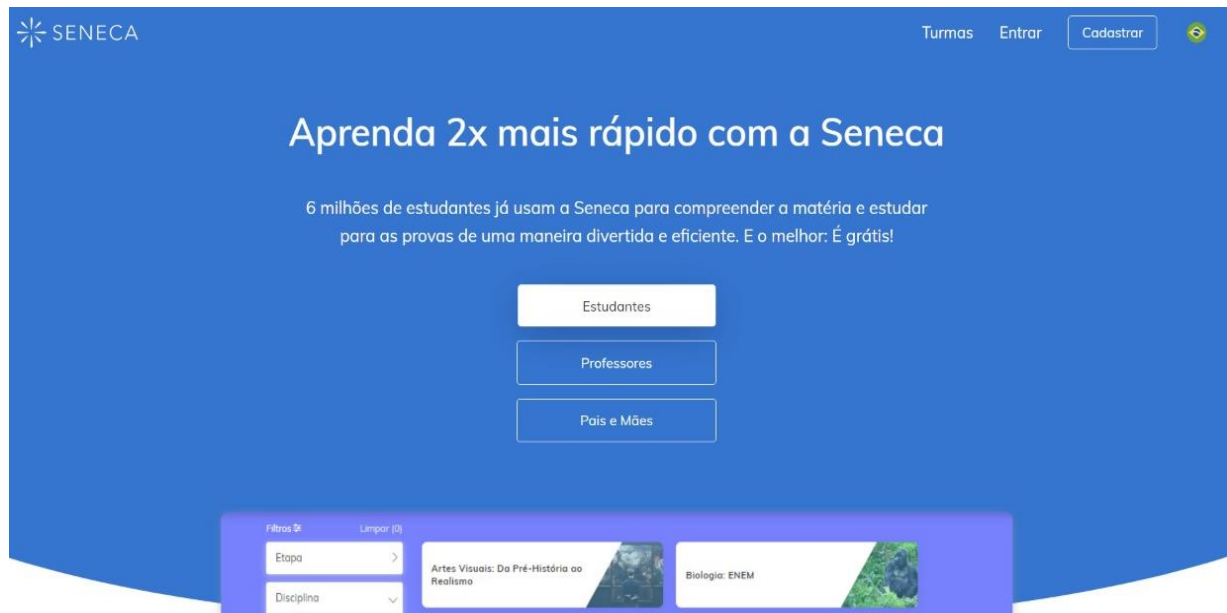 SENECA
Turmas
Entrar
Cadastrar
Aprenda 2x mais rápido com a Seneca
6 milhões de estudantes já usam a Seneca para compreender a matéria e estudar
para as provas de uma maneira divertida e eficiente. E o melhor: É grátis!
Estudantes
Professores
Pais e Mães
Filtros
Limpar (0)
Etapa
Artes Visuais: Da Pré-História ao
Realismo
Biologia: ENEM
Disciplina